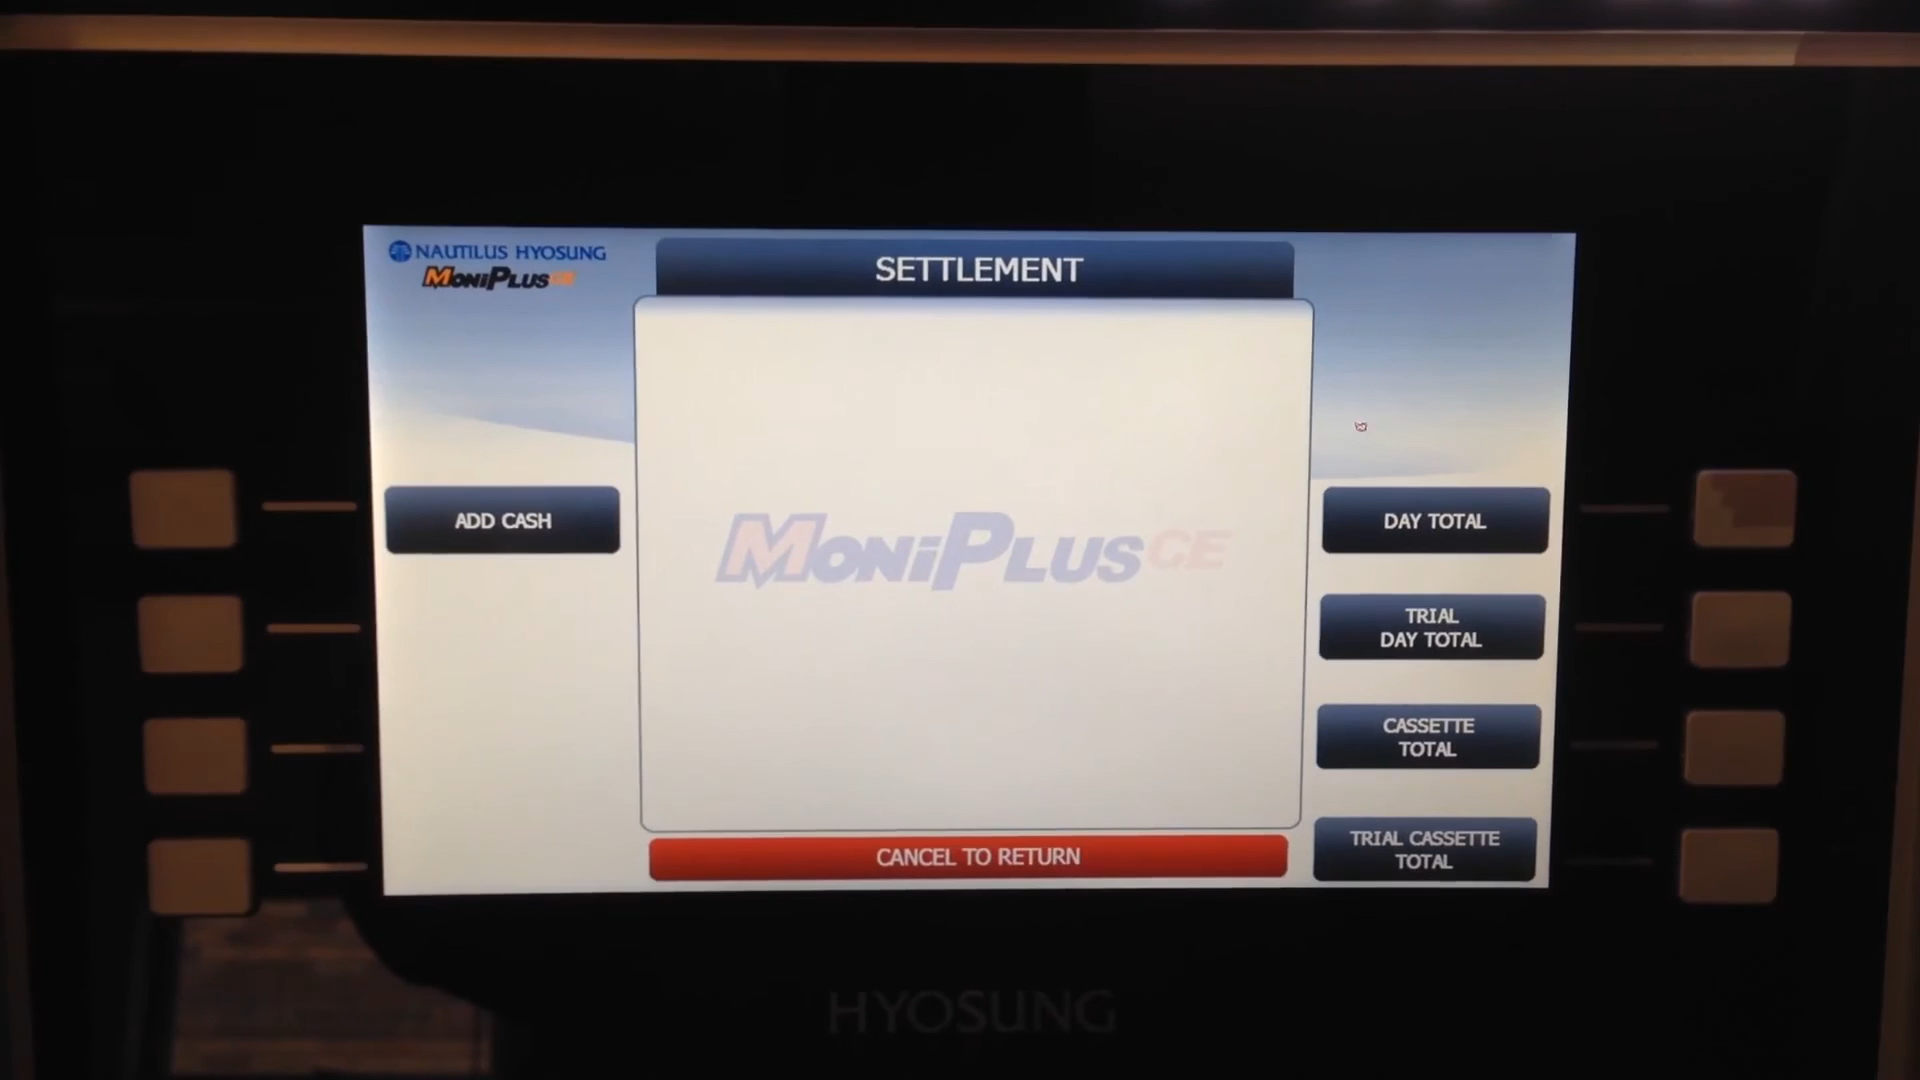 NAUTILUS HYOSUNG
MONIPLUS CE
SETTLEMENT
ADD CASH
MONIPLUS CE
DAY TOTAL
TRIAL
DAY TOTAL
CASSETTE
TOTAL
TRIAL CASSETTE
TOTAL
CANCEL TO RETURN
HYOSUNG